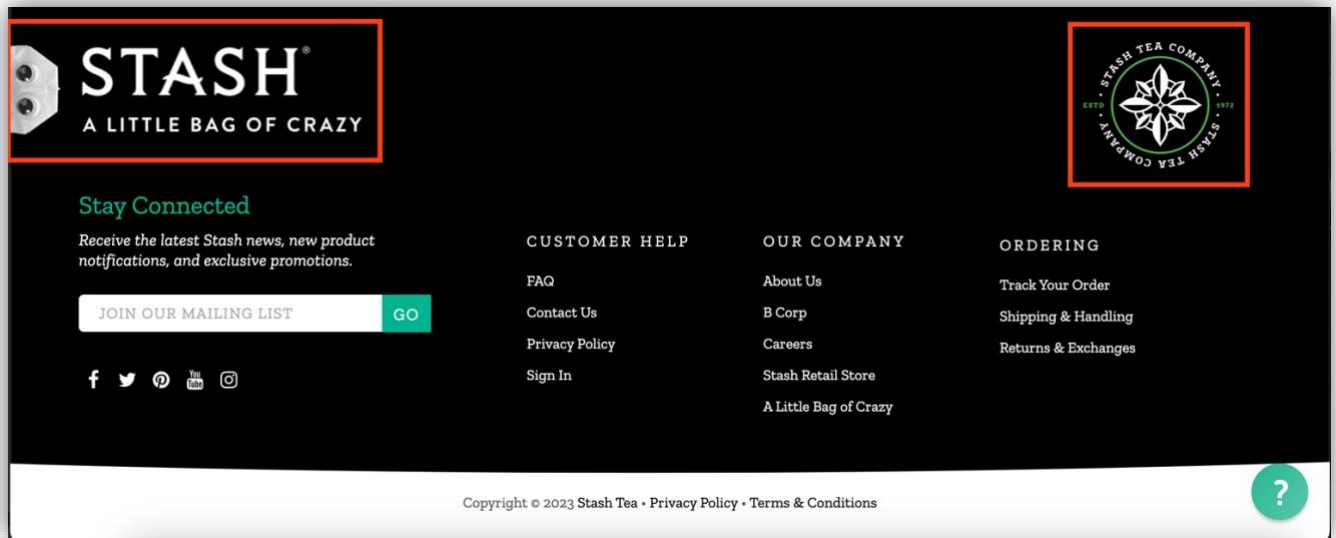 STASH®
A LITTLE BAG OF CRAZY
STASH TEA COMPANY • STASH TEA COMPANY •
ESTD 1972
Stay Connected
Receive the latest Stash news, new product
notifications, and exclusive promotions.
JOIN OUR MAILING LIST GO
You
Tube
CUSTOMER HELP
FAQ
Contact Us
Privacy Policy
Sign In
OUR COMPANY
About Us
B Corp
Careers
Stash Retail Store
A Little Bag of Crazy
ORDERING
Track Your Order
Shipping & Handling
Returns & Exchanges
Copyright © 2023 Stash Tea • Privacy Policy • Terms & Conditions
?